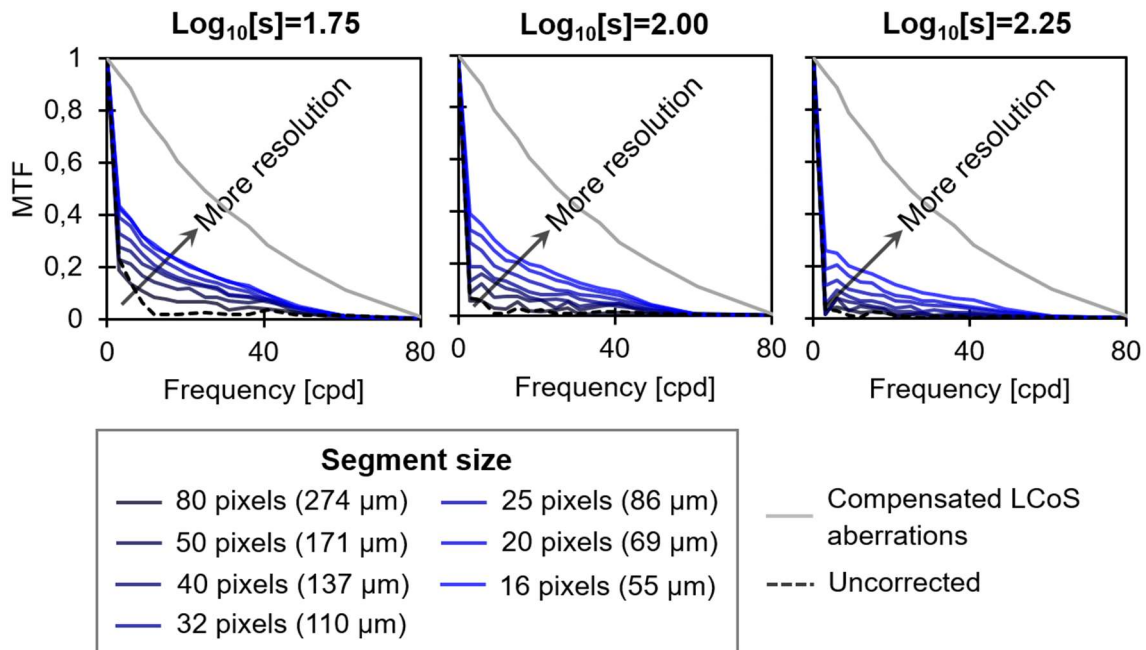 Log₁₀[s]=1.75
Log₁₀[s]=2.00
Log₁₀[s]=2.25
MTF
1
0,8
0,6
0,4
0,2
0
More resolution
More resolution
More resolution
0 40 80
0 40 80
0 40 80
Frequency [cpd]
Frequency [cpd]
Frequency [cpd]
Segment size
80 pixels (274 µm)
50 pixels (171 µm)
40 pixels (137 µm)
32 pixels (110 µm)
25 pixels (86 µm)
20 pixels (69 µm)
16 pixels (55 µm)
Compensated LCoS
aberrations
Uncorrected